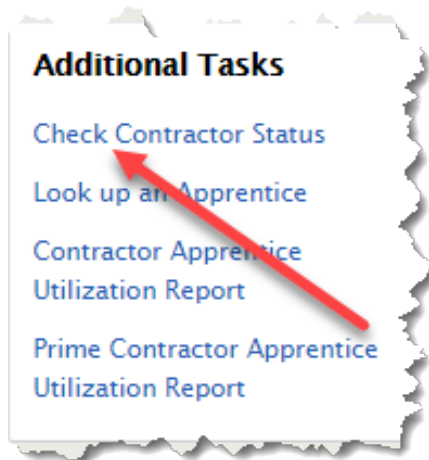 Additional Tasks
Check Contractor Status
Look up an Apprentice
Contractor Apprentice
Utilization Report
Prime Contractor Apprentice
Utilization Report